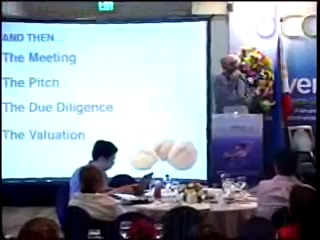 AND THEN...
The Meeting
The Pitch
The Due Diligence
The Valuation